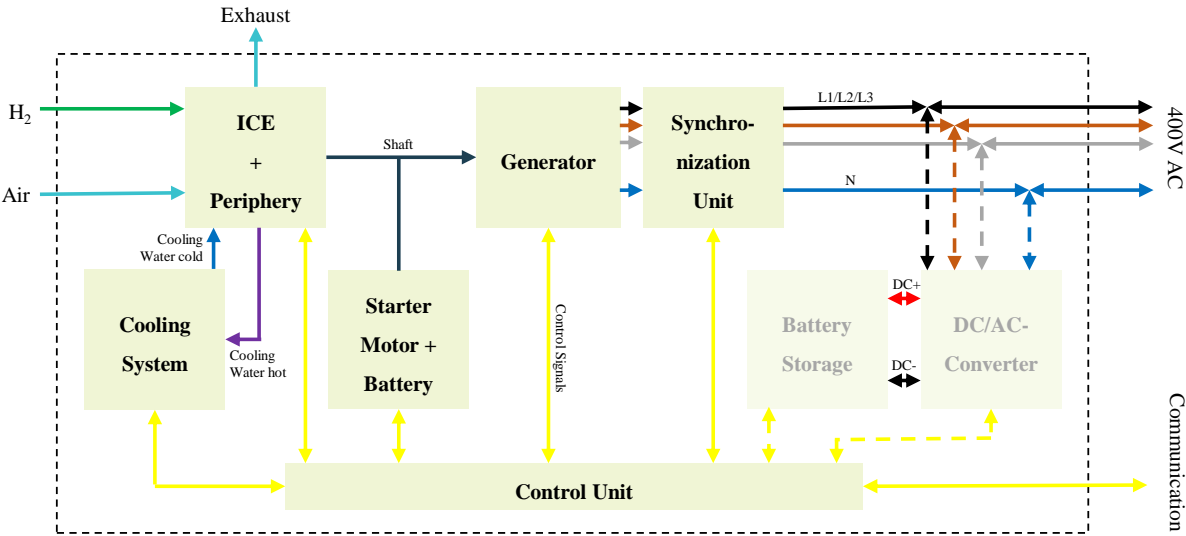 Exhaust
H2
Air
ICE
+
Periphery
Shaft
Generator
Synchro-
nization
Unit
L1/L2/L3
N
400V AC
Cooling
Water cold
Cooling
System
Cooling
Water hot
Starter
Motor +
Battery
Control Signals
Battery
Storage
DC+
DC-
DC/AC-
Converter
Control Unit
Communication